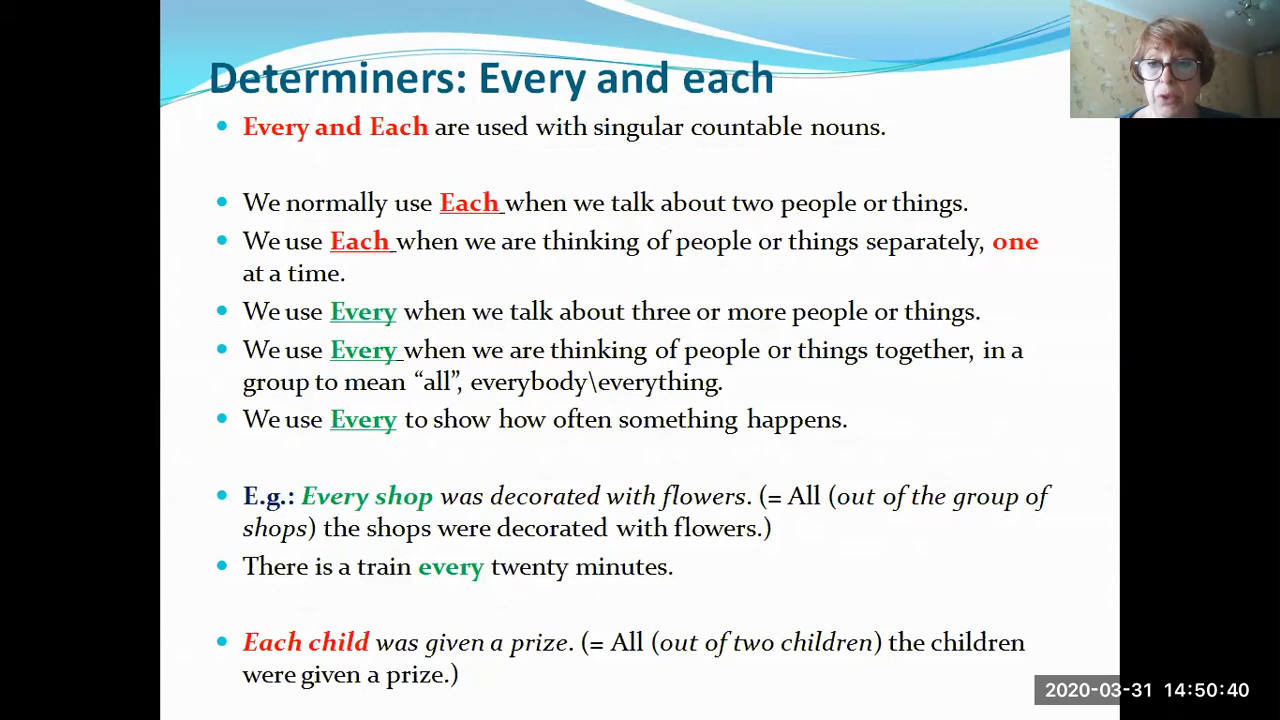 Determiners: Every and each
• Every and Each are used with singular countable nouns.
• We normally use Each when we talk about two people or things.
• We use Each when we are thinking of people or things separately, one
at a time.
• We use Every when we talk about three or more people or things.
• We use Every when we are thinking of people or things together, in a
group to mean “all”, everybody\everything.
• We use Every to show how often something happens.
• E.g.: Every shop was decorated with flowers. (= All (out of the group of
shops) the shops were decorated with flowers.)
• There is a train every twenty minutes.
• Each child was given a prize. (= All (out of two children) the children
were given a prize.)
2020-03-31 14:50:40